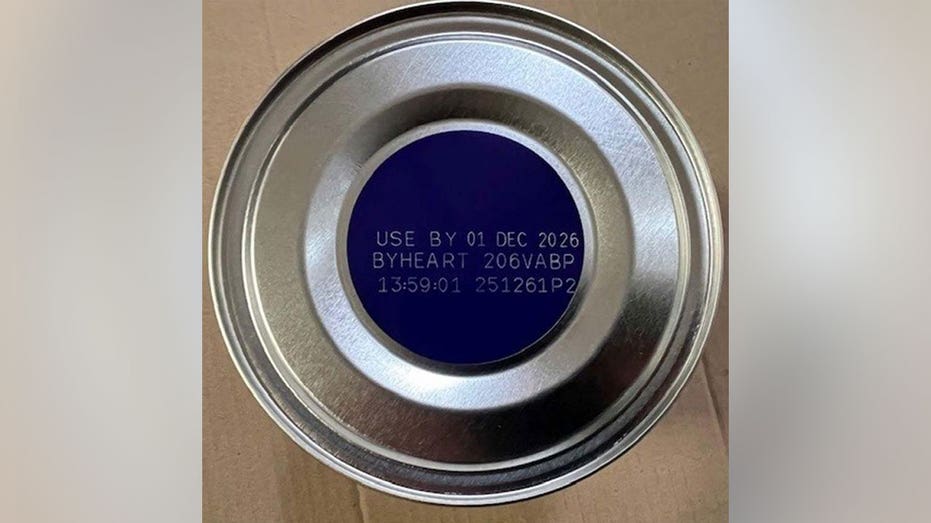 USE BY 01 DEC 2026
BYHEART 206VABP
13:59:01 251261P2